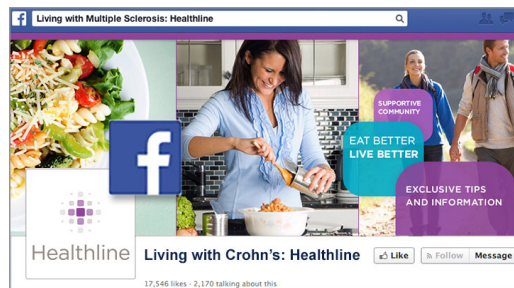 Living with Multiple Sclerosis: Healthline
SUPPORTIVE
COMMUNITY
EAT BETTER
LIVE BETTER
EXCLUSIVE TIPS
AND INFORMATION
Healthline
Living with Crohn's: Healthline
Like
Follow
Message
17,546 likes · 2,170 talking about this